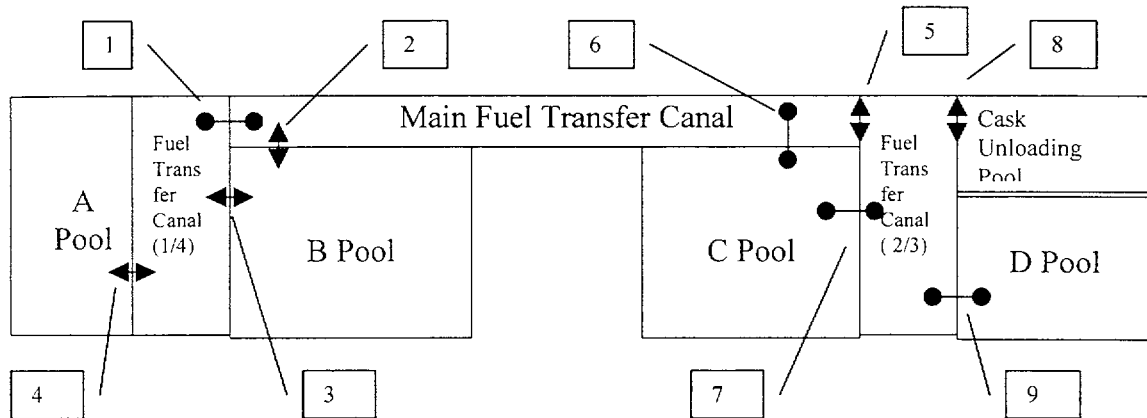 1
2
6
5
8
Main Fuel Transfer Canal
Cask
Unloading
Pool
Fuel
Trans
fer
Canal
(1/4)
Fuel
Trans
fer
Canal
( 2/3)
A
Pool
B Pool
C Pool
D Pool
4
3
7
9